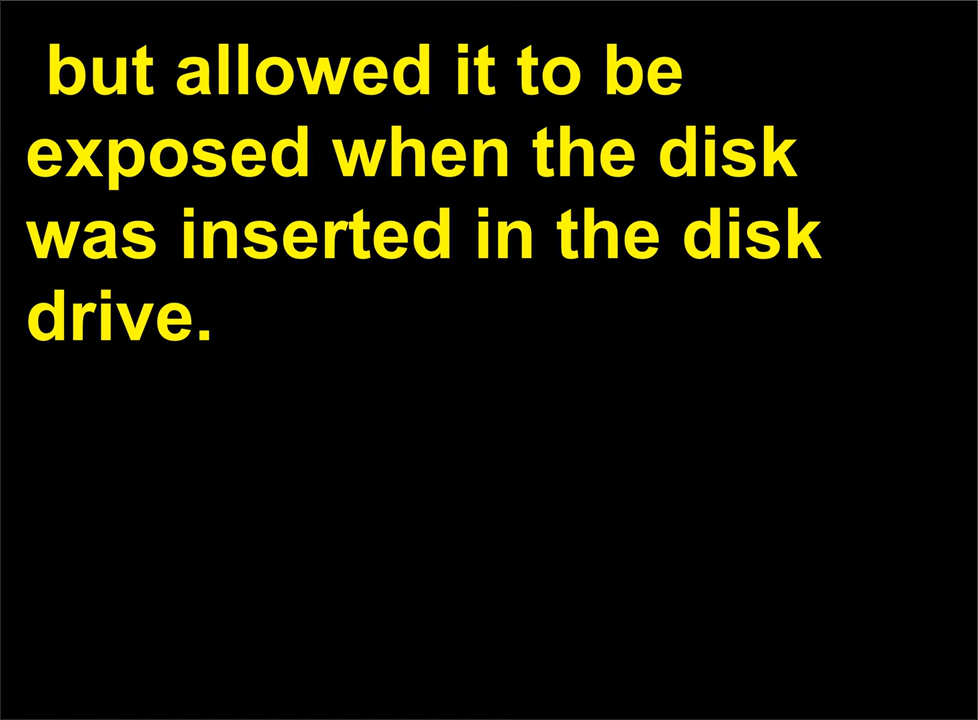 but allowed it to be
exposed when the disk
was inserted in the disk
drive.